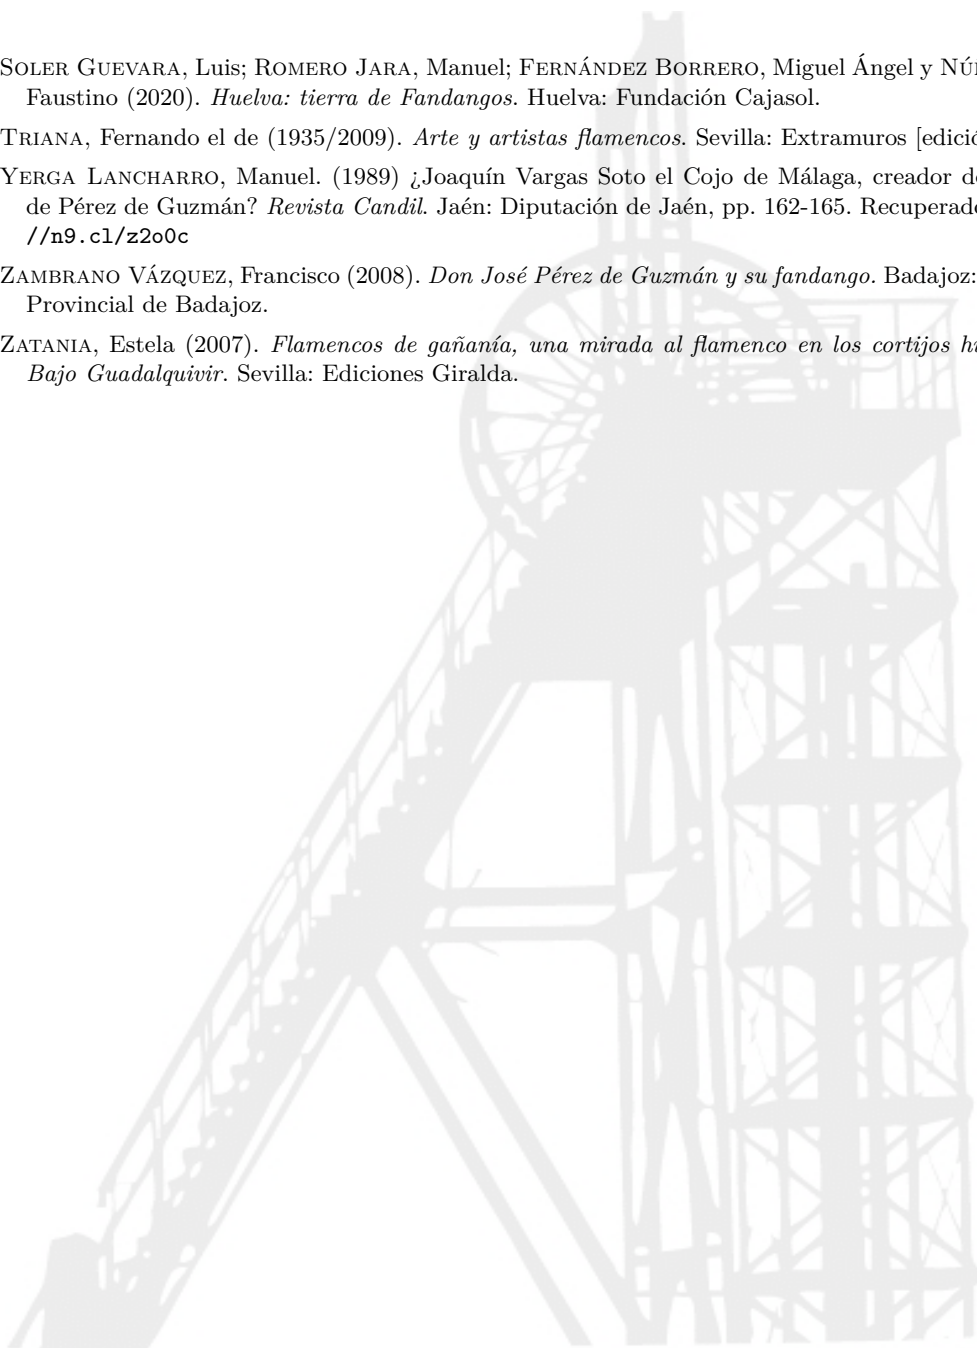 SOLER GUEVARA, Luis; ROMERO JARA, Manuel; FERNÁNDEZ BORRERO, Miguel Ángel y
Faustino (2020). Huelva: tierra de Fandangos. Huelva: Fundación Cajasol.
TRIANA, Fernando el de (1935/2009). Arte y artistas flamencos. Sevilla: Extramuros
YERGA LANCHARRO, Manuel. (1989) ¿Joaquín Vargas Soto el Cojo de Málaga, creador
de Pérez de Guzmán? Revista Candil. Jaén: Diputación de Jaén, pp. 162-165.
//n9.cl/z2o0c
ZAMBRANO VÁZQUEZ, Francisco (2008). Don José Pérez de Guzmán y su fandango. Badajoz:
Provincial de Badajoz.
ZATANIA, Estela (2007). Flamencos de gañanía, una mirada al flamenco en los cortijos
Bajo Guadalquivir. Sevilla: Ediciones Giralda.